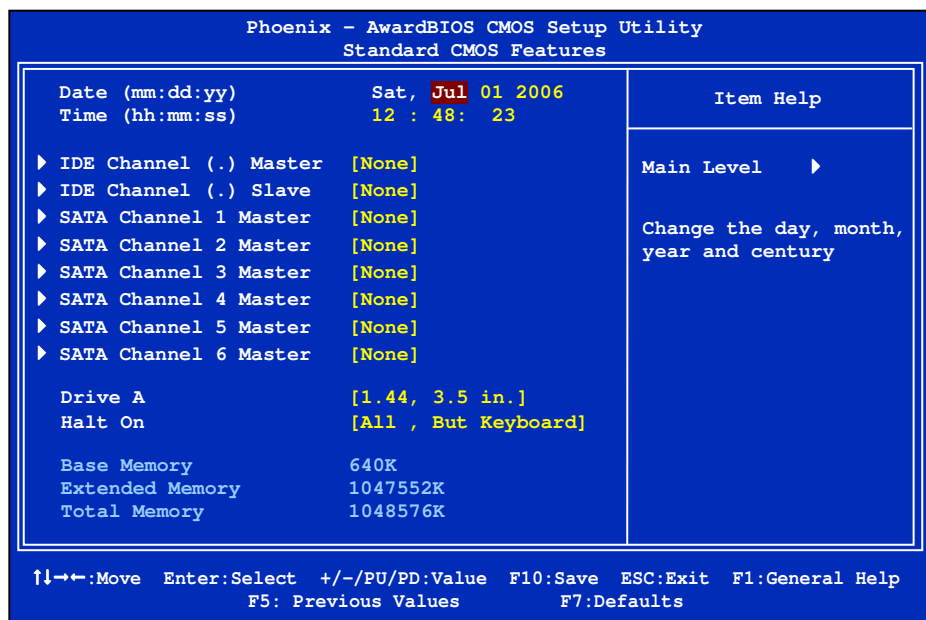 Phoenix – AwardBIOS CMOS Setup Utility
Standard CMOS Features
Date (mm:dd:yy) Sat, Jul 01 2006
Time (hh:mm:ss) 12 : 48: 23
Item Help
IDE Channel (.) Master [None]
Main Level
IDE Channel (.) Slave [None]
SATA Channel 1 Master [None]
Change the day, month,
SATA Channel 2 Master [None]
year and century
SATA Channel 3 Master [None]
SATA Channel 4 Master [None]
SATA Channel 5 Master [None]
SATA Channel 6 Master [None]
Drive A [1.44, 3.5 in.]
Halt On [All , But Keyboard]
Base Memory 640K
Extended Memory 1047552K
Total Memory 1048576K
↑↓→←:Move Enter:Select +/-/PU/PD:Value F10:Save ESC:Exit F1:General Help
F5: Previous Values F7:Defaults